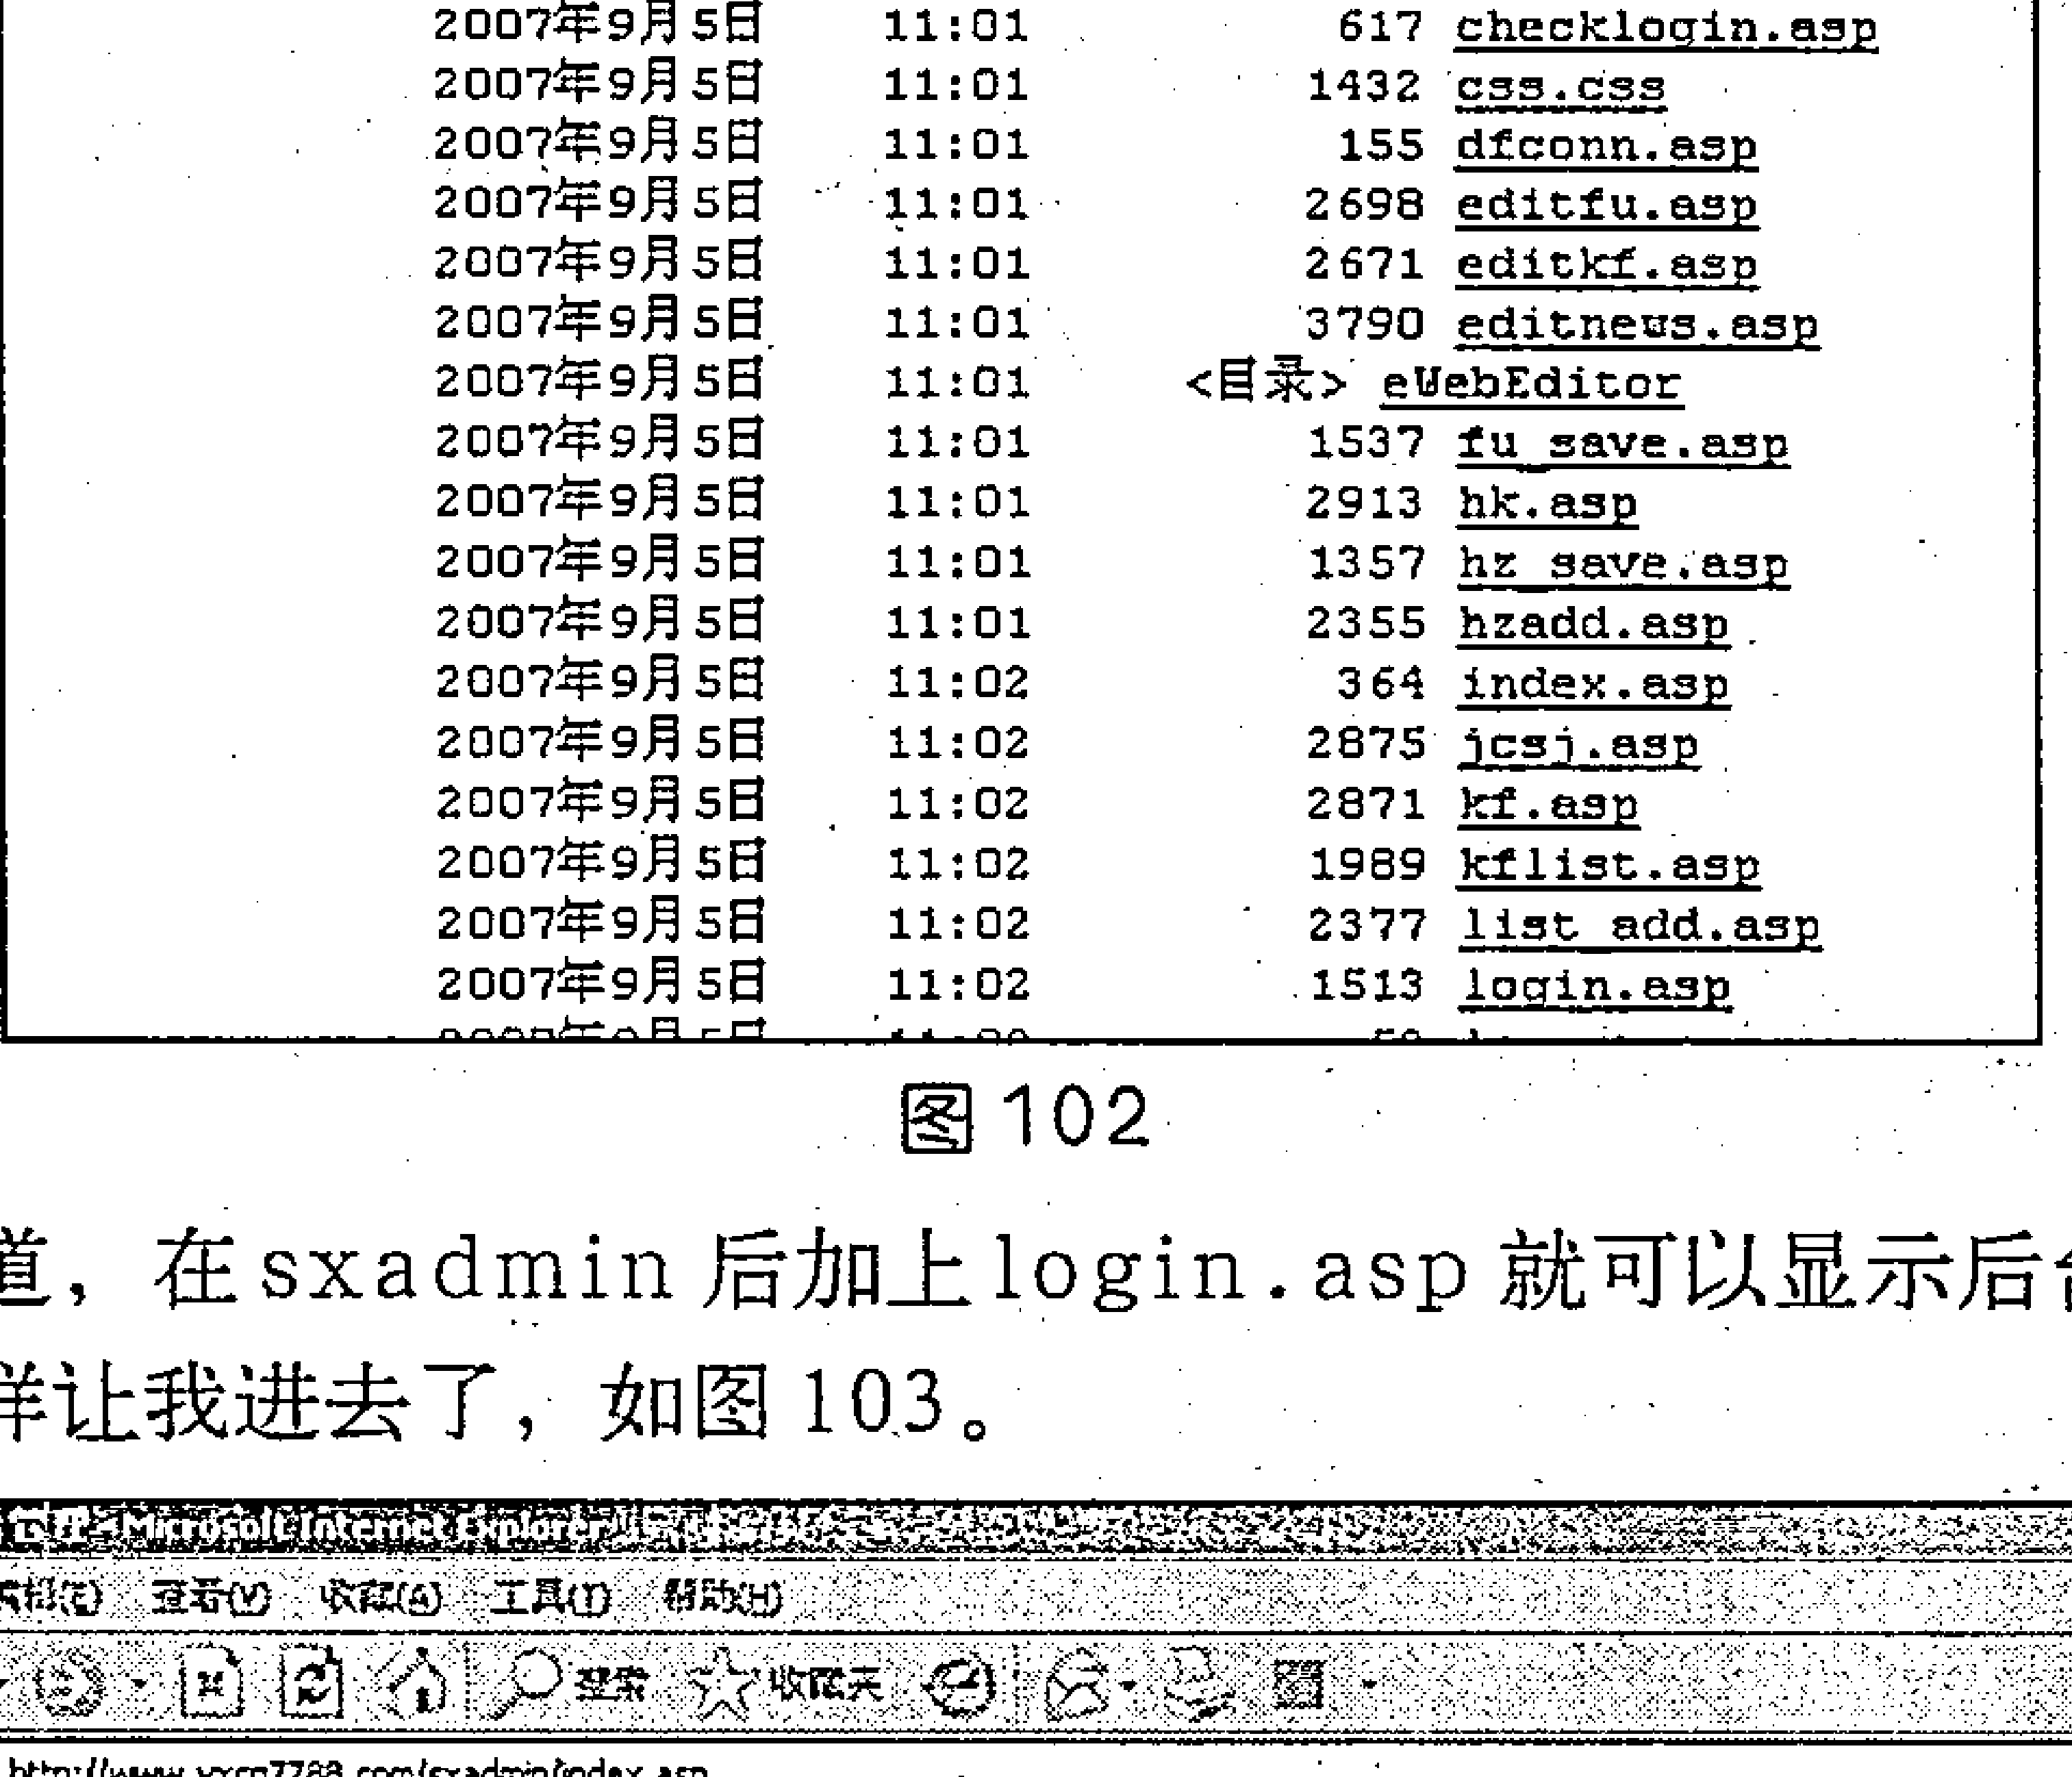 2007年9月5日 11:01 617 checklogin.asp
2007年9月5日 11:01 1432 css.css
2007年9月5日 11:01 155 dfconn.asp
2007年9月5日 11:01 2698 editfu.asp
2007年9月5日 11:01 2671 editkf.asp
2007年9月5日 11:01 3790 editnews.asp
2007年9月5日 11:01 <目录> eWebEditor
2007年9月5日 11:01 1537 fu_save.asp
2007年9月5日 11:01 2913 hk.asp
2007年9月5日 11:01 1357 hz_save.asp
2007年9月5日 11:01 2355 hzadd.asp
2007年9月5日 11:02 364 index.asp
2007年9月5日 11:02 2875 jcsj.asp
2007年9月5日 11:02 2871 kf.asp
2007年9月5日 11:02 1989 kflist.asp
2007年9月5日 11:02 2377 list_add.asp
2007年9月5日 11:02 1513 login.asp
图 102
道，在sxadmin后加上login.asp就可以显示后台
样让我进去了，如图103。
Microsoft Internet Explorer
编辑(E) 查看(V) 收藏(A) 工具(T) 帮助(H)
搜索 收藏夹